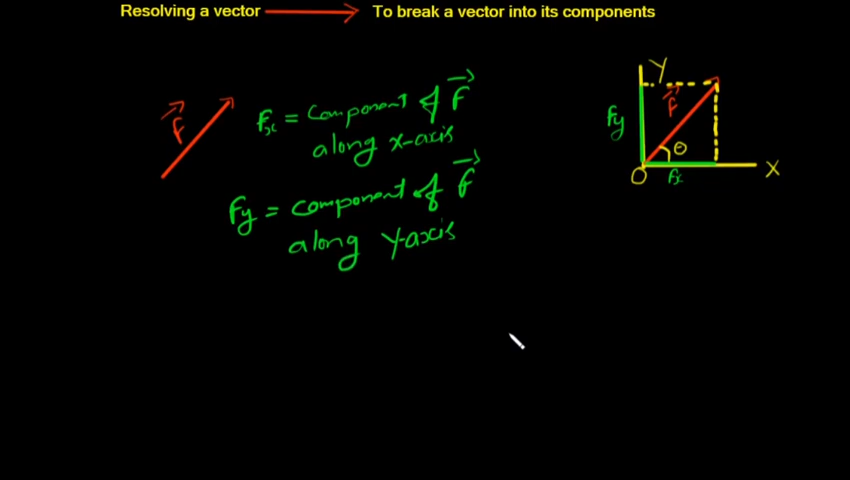 Resolving a vector To break a vector into its components
F
Fx = Component of F
along x-axis
Fy = Component of F
along Y-axis
Y
Fy
F
θ
O
Fx
X